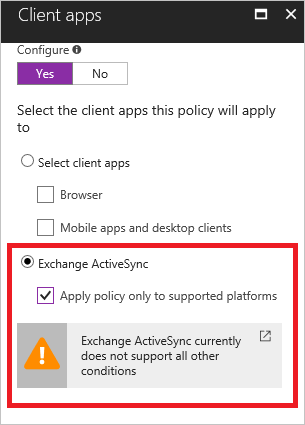 Client apps
Configure
Yes No
Select the client apps this policy will apply
to
Select client apps
Browser
Mobile apps and desktop clients
Exchange ActiveSync
Apply policy only to supported platforms
Exchange ActiveSync currently
does not support all other
conditions